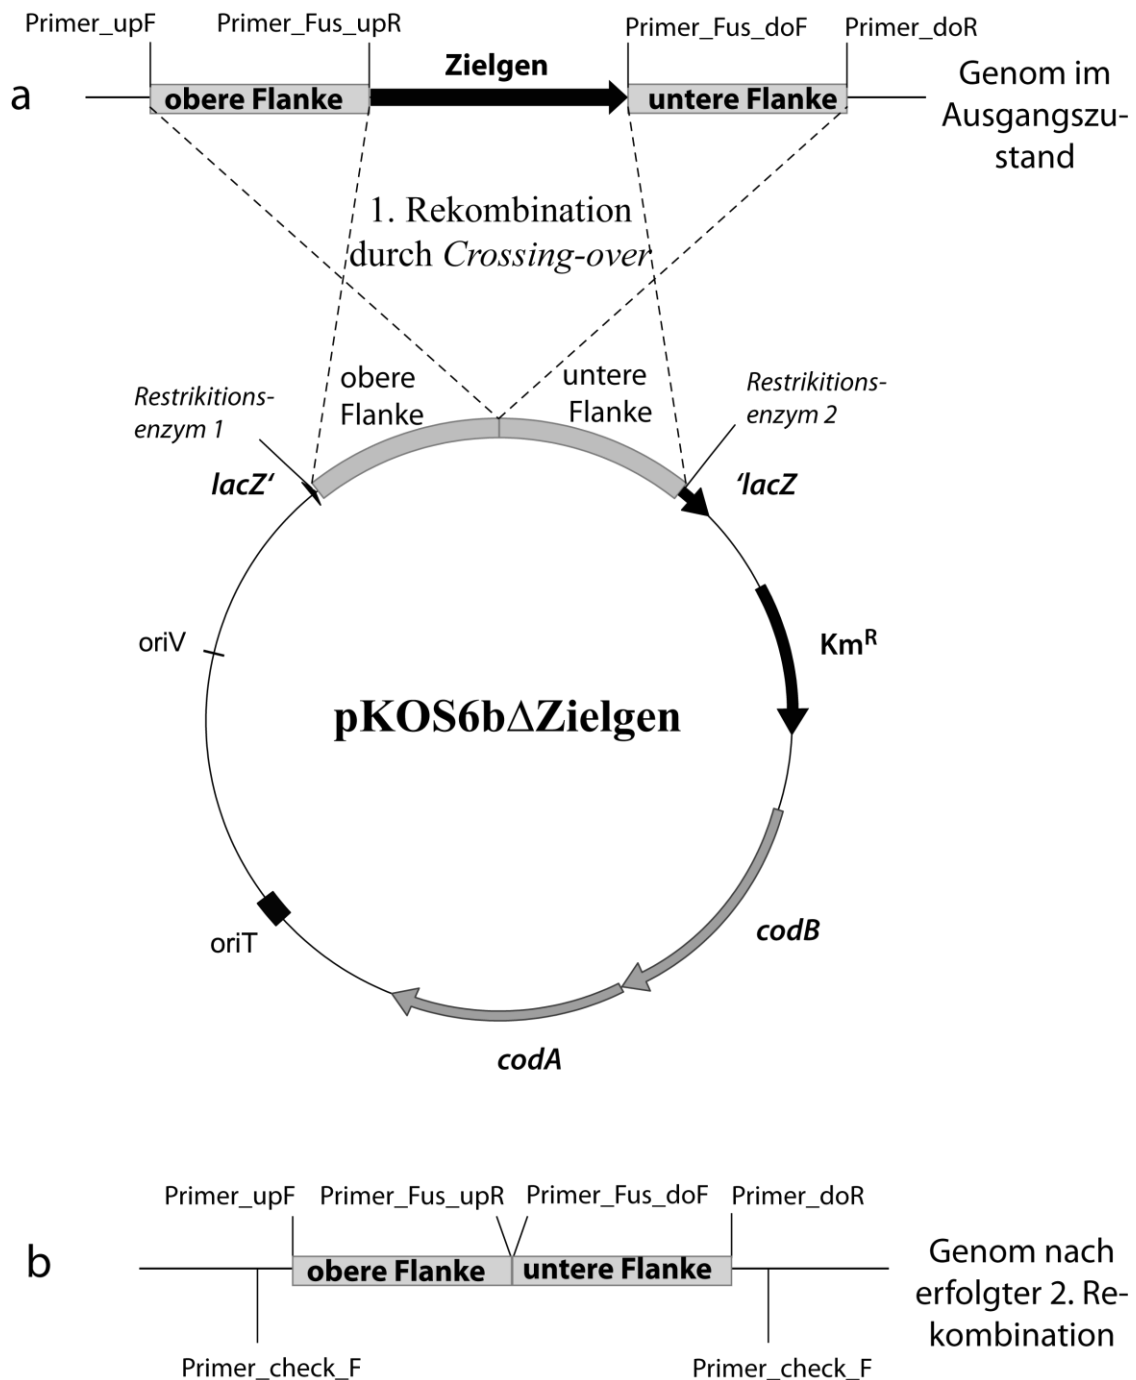 Primer_upF
Primer_Fus_upR
Primer_Fus_doF
Primer_doR
Zielgen
a
obere Flanke
untere Flanke
Genom im
Ausgangszu-
stand
1. Rekombination
durch Crossing-over
Restrikitions-
enzym 1
obere
Flanke
untere
Flanke
Restrikitions-
enzym 2
lacZ‘
‘lacZ
oriV
KmR
pKOS6bΔZielgen
oriT
codB
codA
Primer_upF
Primer_Fus_upR
Primer_Fus_doF
Primer_doR
b
obere Flanke
untere Flanke
Genom nach
erfolgter 2. Re-
kombination
Primer_check_F
Primer_check_F